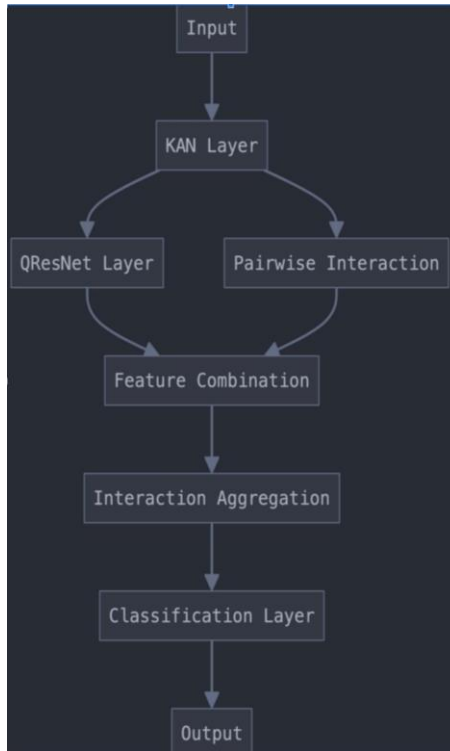 Input
KAN Layer
QResNet Layer
Pairwise Interaction
Feature Combination
Interaction Aggregation
Classification Layer
Output